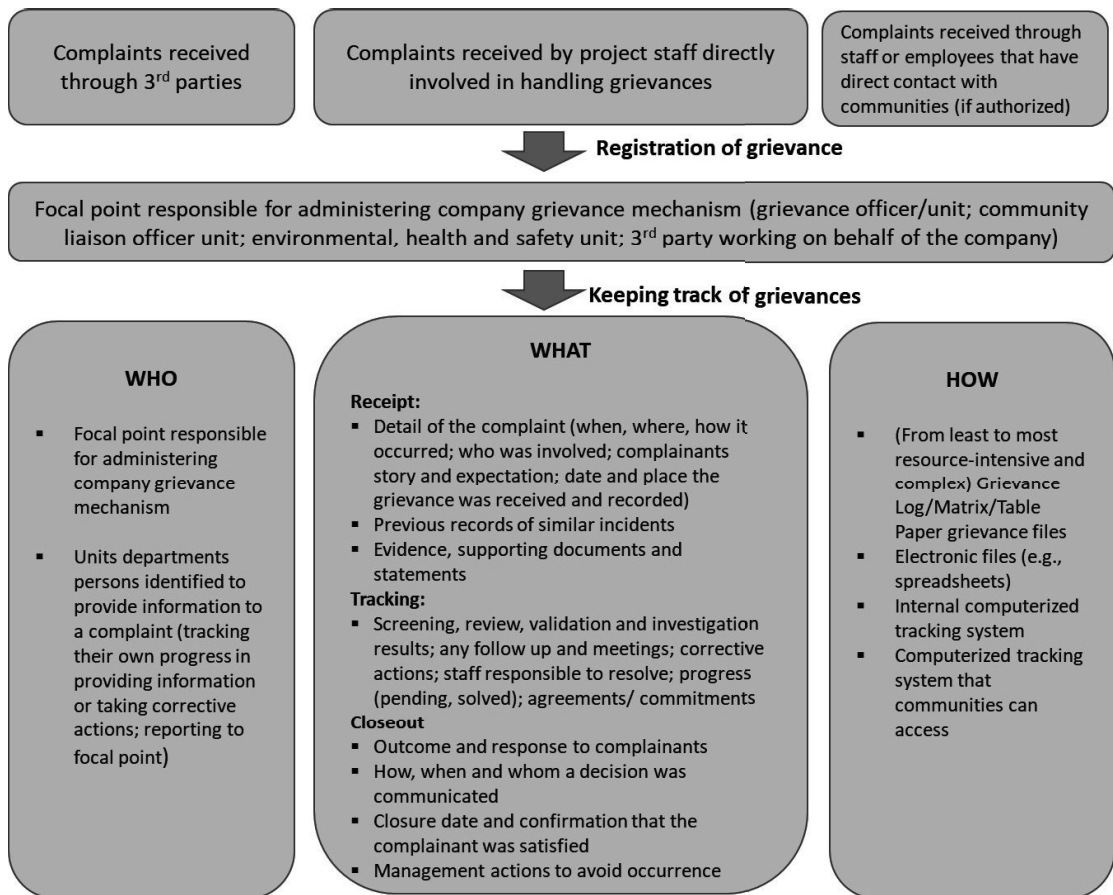 Complaints received
through 3rd parties
Complaints received by project staff directly
involved in handling grievances
Complaints received through
staff or employees that have
direct contact with
communities (if authorized)
Registration of grievance
Focal point responsible for administering company grievance mechanism (grievance officer/unit; community
liaison officer unit; environmental, health and safety unit; 3rd party working on behalf of the company)
Keeping track of grievances
WHO
▪ Focal point responsible
for administering
company grievance
mechanism
▪ Units departments
persons identified to
provide information to
a complaint (tracking
their own progress in
providing information
or taking corrective
actions; reporting to
focal point)
WHAT
Receipt:
▪ Detail of the complaint (when, where, how it
occurred; who was involved; complainants
story and expectation; date and place the
grievance was received and recorded)
▪ Previous records of similar incidents
▪ Evidence, supporting documents and
statements
Tracking:
▪ Screening, review, validation and investigation
results; any follow up and meetings; corrective
actions; staff responsible to resolve; progress
(pending, solved); agreements/ commitments
Closeout
▪ Outcome and response to complainants
▪ How, when and whom a decision was
communicated
▪ Closure date and confirmation that the
complainant was satisfied
▪ Management actions to avoid occurrence
HOW
▪ (From least to most
resource-intensive and
complex) Grievance
Log/Matrix/Table
Paper grievance files
▪ Electronic files (e.g.,
spreadsheets)
▪ Internal computerized
tracking system
▪ Computerized tracking
system that
communities can
access